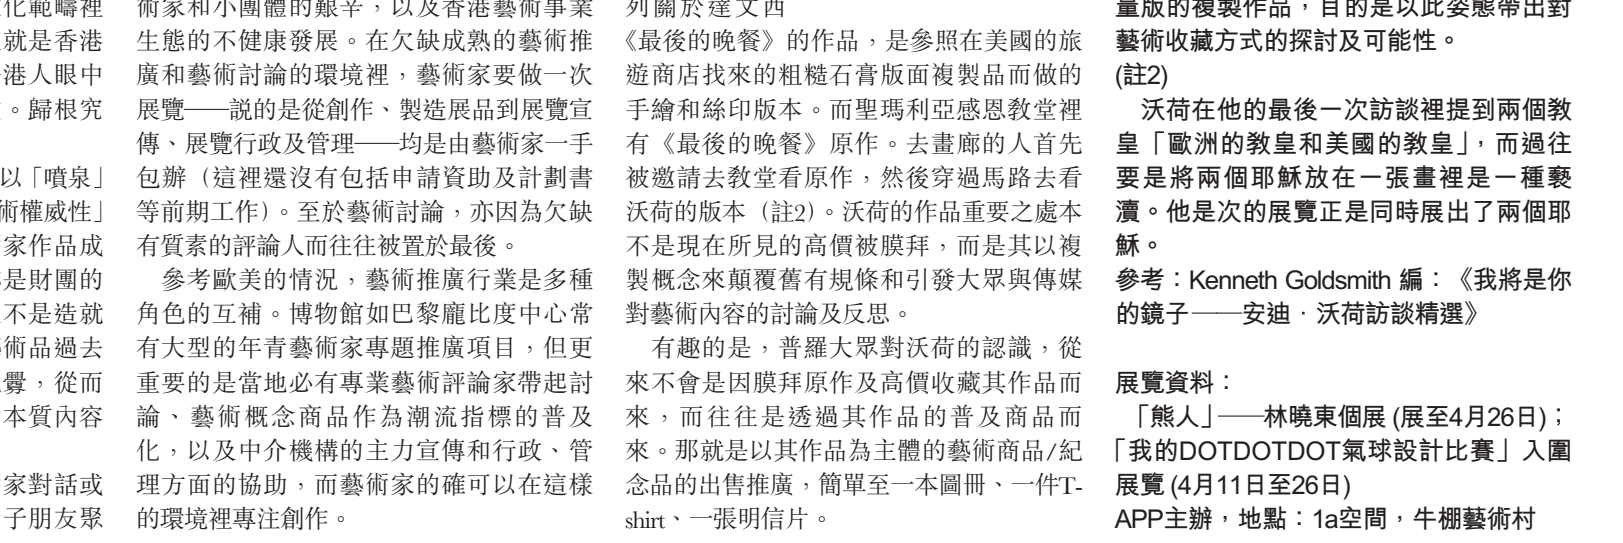 化範疇裡
就是香港
港人眼中
。歸根究
以「噴泉」
術權威性」
家作品成
是財團的
不是造就
術品過去
覺，從而
本質內容
家對話或
子朋友聚
術家和小團體的艱辛，以及香港藝術事業
生態的不健康發展。在欠缺成熟的藝術推
廣和藝術討論的環境裡，藝術家要做一次
展覽——說的是從創作、製造展品到展覽宣
傳、展覽行政及管理——均是由藝術家一手
包辦（這裡還沒有包括申請資助及計劃書
等前期工作）。至於藝術討論，亦因為欠缺
有質素的評論人而往往被置於最後。
參考歐美的情況，藝術推廣行業是多種
角色的互補。博物館如巴黎龐比度中心常
有大型的年青藝術家專題推廣項目，但更
重要的是當地必有專業藝術評論家帶起討
論、藝術概念商品作為潮流指標的普及
化，以及中介機構的主力宣傳和行政、管
理方面的協助，而藝術家的確可以在這樣
的環境裡專注創作。
列關於達文西
《最後的晚餐》的作品，是參照在美國的旅
遊商店找來的粗糙石膏版面複製品而做的
手繪和絲印版本。而聖瑪利亞感恩教堂裡
有《最後的晚餐》原作。去畫廊的人首先
被邀請去教堂看原作，然後穿過馬路去看
沃荷的版本（註2）。沃荷的作品重要之處本
不是現在所見的高價被膜拜，而是其以複
製概念來顛覆舊有規條和引發大眾與傳媒
對藝術內容的討論及反思。
有趣的是，普羅大眾對沃荷的認識，從
來不會是因膜拜原作及高價收藏其作品而
來，而往往是透過其作品的普及商品而
來。那就是以其作品為主體的藝術商品/紀
念品的出售推廣，簡單至一本圖冊、一件T-
shirt、一張明信片。
量版的複製作品，目的是以此姿態帶出對
藝術收藏方式的探討及可能性。
(註2)
沃荷在他的最後一次訪談裡提到兩個教
皇「歐洲的教皇和美國的教皇」，而過往
要是將兩個耶穌放在一張畫裡是一種褻
瀆。他是次的展覽正是同時展出了兩個耶
穌。
參考：Kenneth Goldsmith 編：《我將是你
的鏡子——安迪．沃荷訪談精選》
展覽資料：
「熊人」——林曉東個展 (展至4月26日)；
「我的DOTDOTDOT氣球設計比賽」入圍
展覽 (4月11日至26日)
APP主辦，地點：1a空間，牛棚藝術村